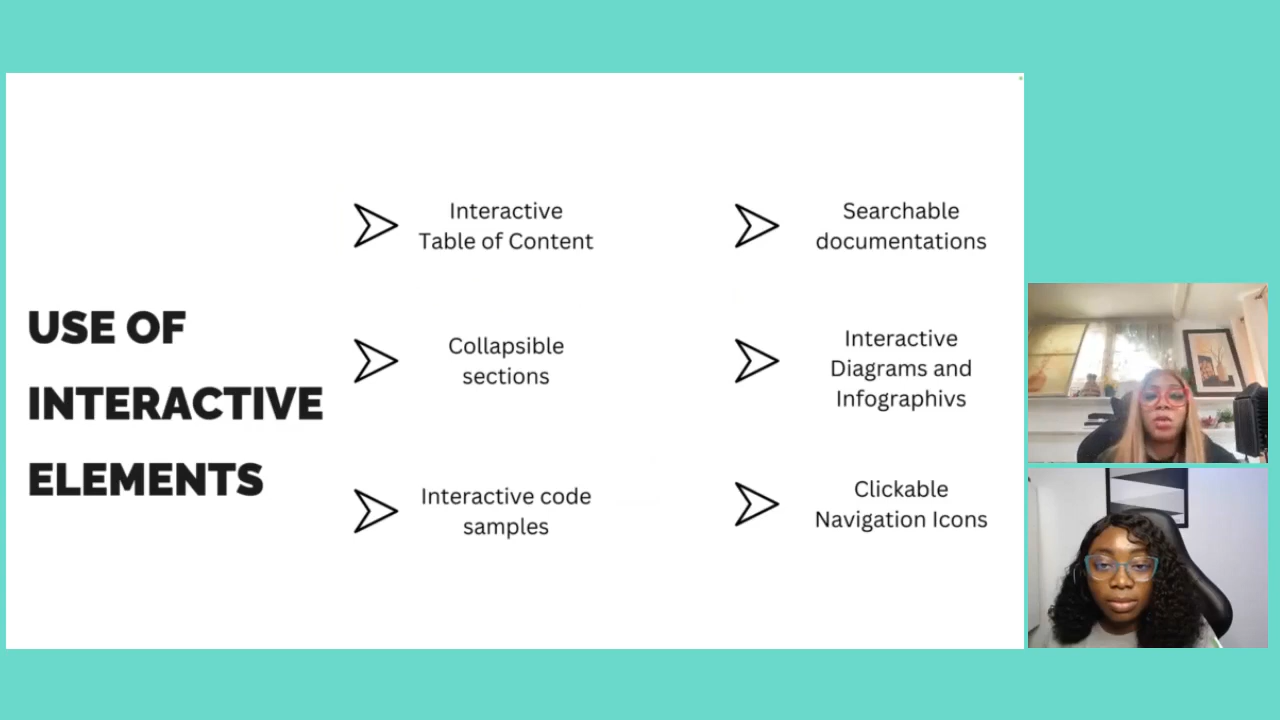 USE OF
INTERACTIVE
ELEMENTS
Interactive
Table of Content
Collapsible
sections
Interactive code
samples
Searchable
documentations
Interactive
Diagrams and
Infographivs
Clickable
Navigation Icons